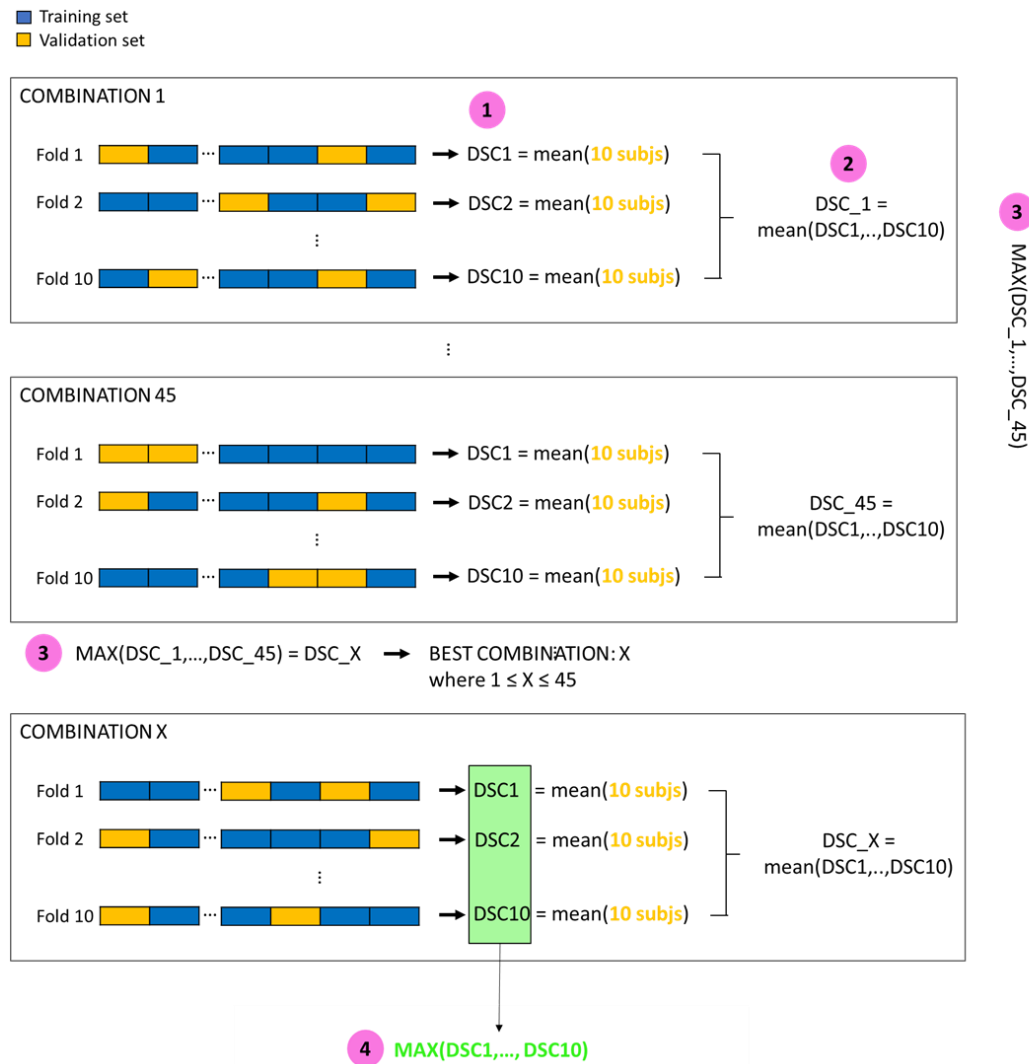 Training set
Validation set
COMBINATION 1
1
Fold 1 ... DSC1 = mean(10 subjs)
2
Fold 2 ... DSC2 = mean(10 subjs)
DSC_1 =
mean(DSC1,..,DSC10)
...
Fold 10 ... DSC10 = mean(10 subjs)
3
MAX(DSC_1,...,DSC_45)
...
COMBINATION 45
Fold 1 ... DSC1 = mean(10 subjs)
Fold 2 ... DSC2 = mean(10 subjs)
DSC_45 =
mean(DSC1,..,DSC10)
...
Fold 10 ... DSC10 = mean(10 subjs)
3 MAX(DSC_1,...,DSC_45) = DSC_X → BEST COMBINATION: X
where 1 ≤ X ≤ 45
COMBINATION X
Fold 1 ... DSC1 = mean(10 subjs)
Fold 2 ... DSC2 = mean(10 subjs)
DSC_X =
mean(DSC1,..,DSC10)
...
Fold 10 ... DSC10 = mean(10 subjs)
4 MAX(DSC1,..., DSC10)